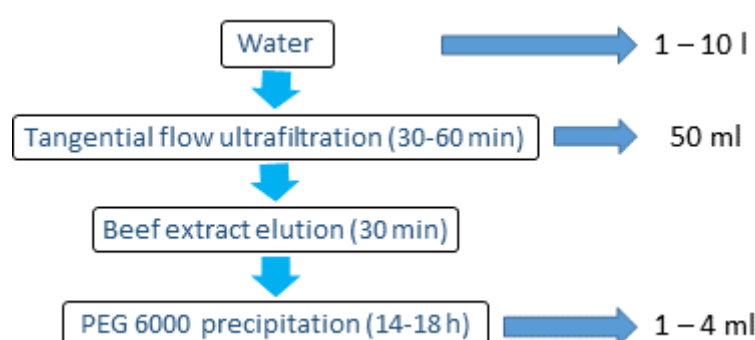 Water
1 – 10 l
Tangential flow ultrafiltration (30-60 min)
50 ml
Beef extract elution (30 min)
PEG 6000 precipitation (14-18 h)
1 – 4 ml